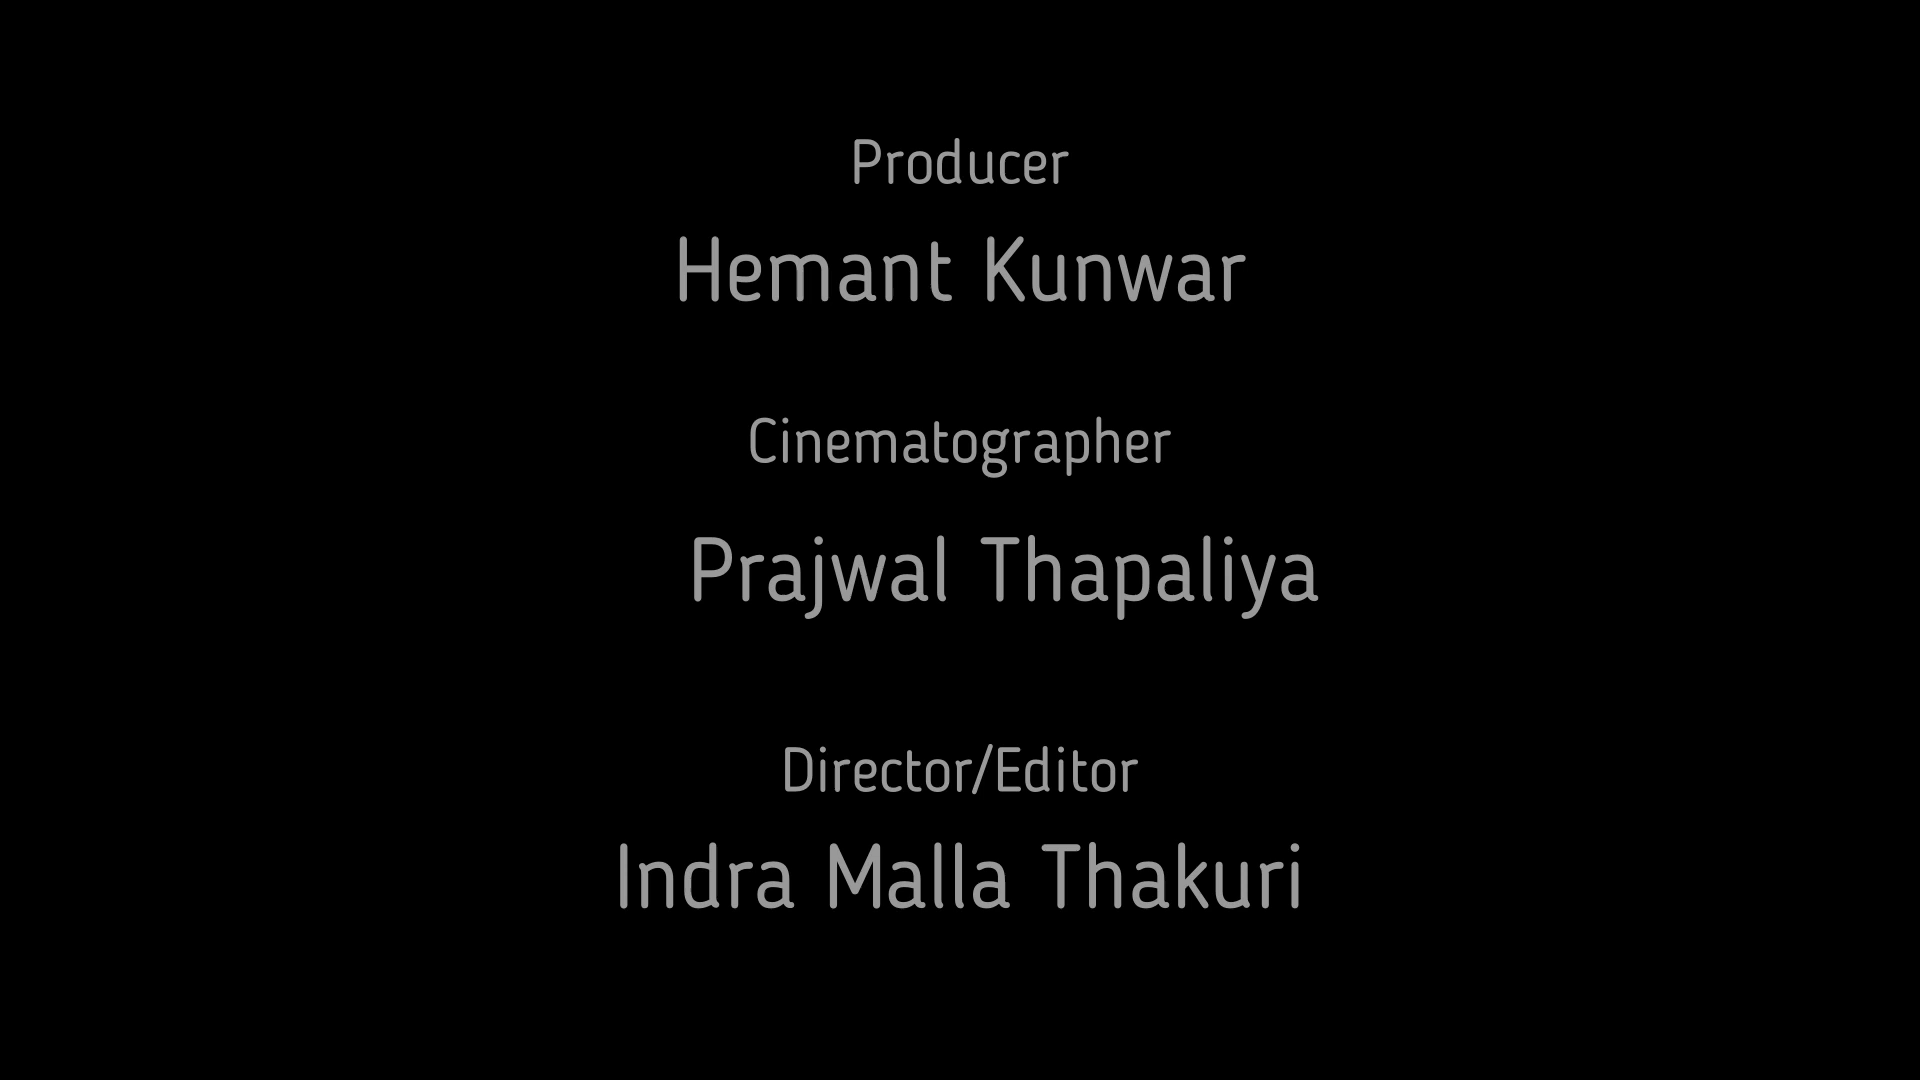 Producer
Hemant Kunwar
Cinematographer
Prajwal Thapaliya
Director/Editor
Indra Malla Thakuri